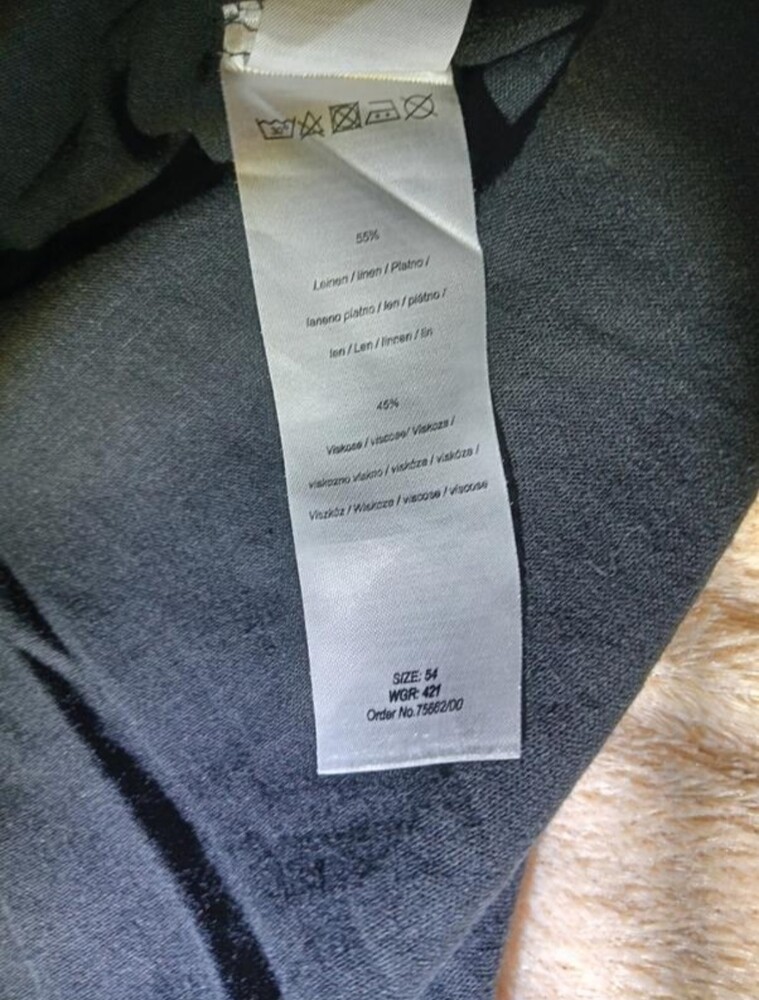 30°
55%
Leinen / linen / Platno /
laneno platno / len / plátno /
len / Len / linnen / lin
45%
Viskose / viscose/ Viskoza /
viskozno vlakno / viskóza / viskóza /
Viszkóz / Wiskoza / viscose / viscose
SIZE: 54
WGR: 421
Order No.75662/00